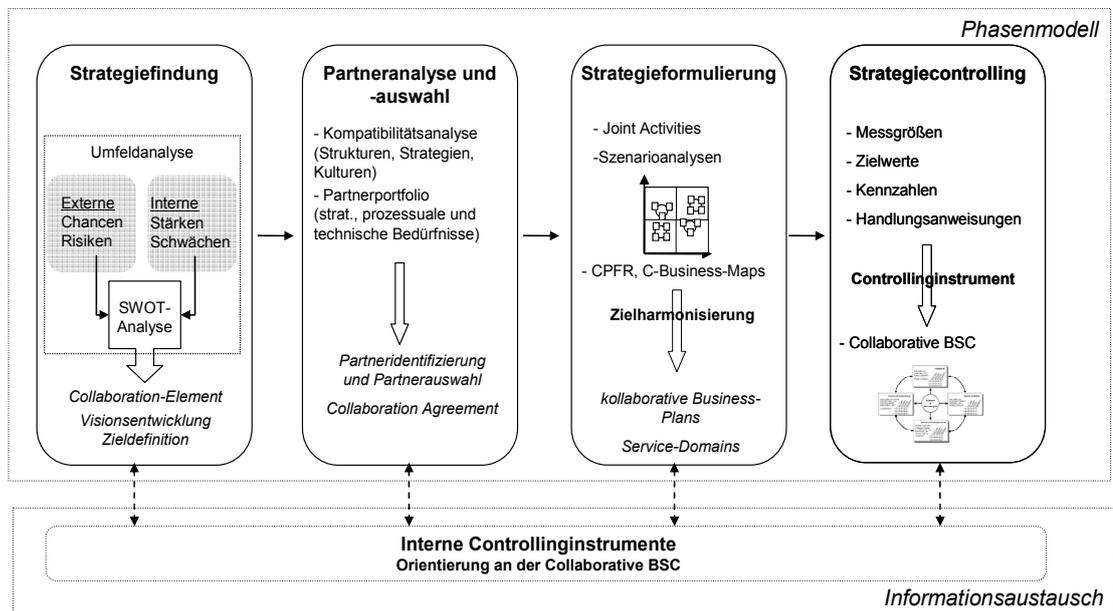 Phasenmodell
Strategiefindung
Umfeldanalyse
Externe
Chancen
Risiken
Interne
Stärken
Schwächen
SWOT-
Analyse
Collaboration-Element
Visionsentwicklung
Zieldefinition
Partneranalyse und
-auswahl
- Kompatibilitätsanalyse
(Strukturen, Strategien,
Kulturen)
- Partnerportfolio
(strat., prozessuale und
technische Bedürfnisse)
Partneridentifizierung
und Partnerauswahl
Collaboration Agreement
Strategieformulierung
- Joint Activities
-Szenarioanalysen
- CPFR, C-Business-Maps
Zielharmonisierung
kollaborative Business-
Plans
Service-Domains
Strategiecontrolling
- Messgrößen
- Zielwerte
- Kennzahlen
- Handlungsanweisungen
Controllinginstrument
- Collaborative BSC
Interne Controllinginstrumente
Orientierung an der Collaborative BSC
Informationsaustausch